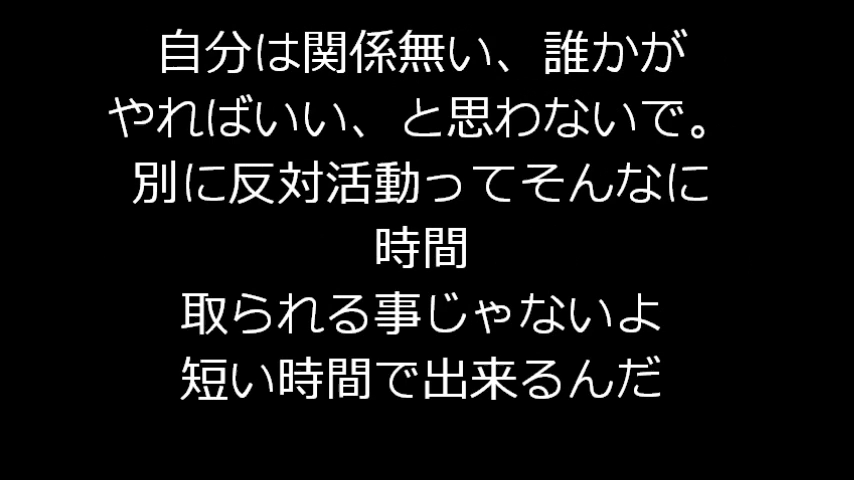 自分は関係無い、誰かが
やればいい、と思わないで。
別に反対活動ってそんなに
時間
取られる事じゃないよ
短い時間で出来るんだ